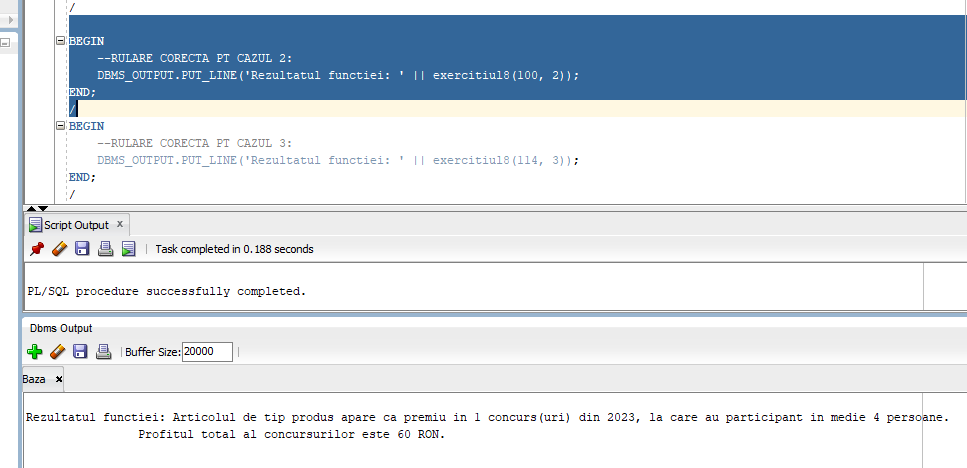 /
BEGIN
--RULARE CORECTA PT CAZUL 2:
DBMS_OUTPUT.PUT_LINE('Rezultatul functiei: ' || exercitiul8(100, 2));
END;
/
BEGIN
--RULARE CORECTA PT CAZUL 3:
DBMS_OUTPUT.PUT_LINE('Rezultatul functiei: ' || exercitiul8(114, 3));
END;
/
Script Output x
Task completed in 0.188 seconds
PL/SQL procedure successfully completed.
Dbms Output
Buffer Size: 20000
Baza x
Rezultatul functiei: Articolul de tip produs apare ca premiu in 1 concurs(uri) din 2023, la care au participant in medie 4 persoane.
Profitul total al concursurilor este 60 RON.